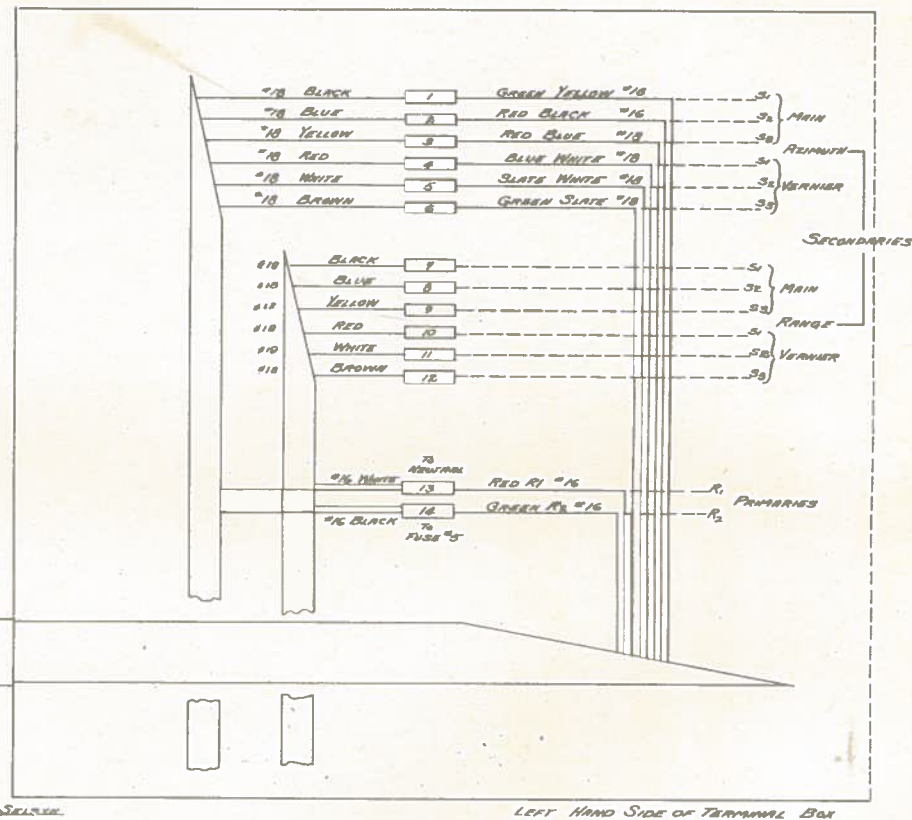 #18 BLACK 1 GREEN YELLOW #18 S1
#18 BLUE 2 RED BLACK #16 S2 MAIN
#18 YELLOW 3 RED BLUE #18 S3
AZIMUTH
#18 RED 4 BLUE WHITE #18 S1
#18 WHITE 5 SLATE WHITE #18 S2 VERNIER
#18 BROWN 6 GREEN SLATE #18 S3
SECONDARIES
#18 BLACK 7 S1
#18 BLUE 8 S2 MAIN
#18 YELLOW 9 S3
RANGE
#18 RED 10 S1
#18 WHITE 11 S2 VERNIER
#18 BROWN 12 S3
TO
NEUTRAL
#16 WHITE 13 RED R1 #16 R1
PRIMARIES
14 GREEN R2 #16 R2
#16 BLACK TO
FUSE #5
LEFT HAND SIDE OF TERMINAL BOX